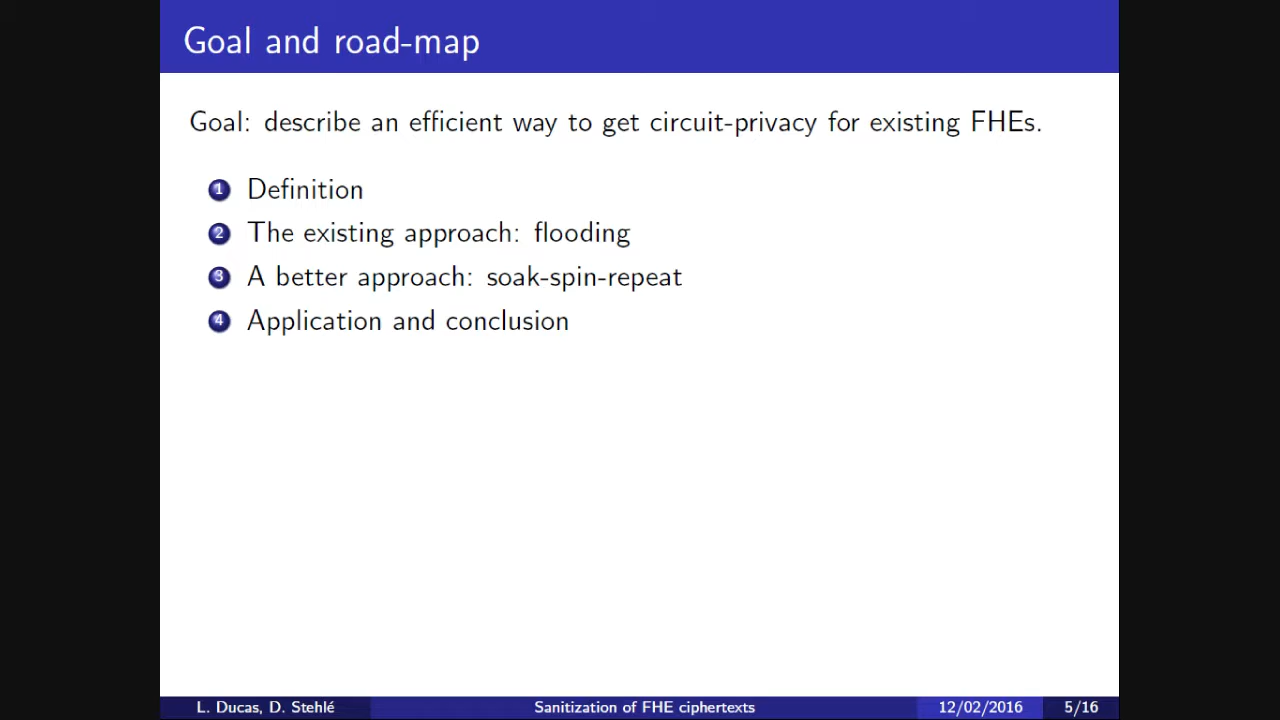 Goal and road-map
Goal: describe an efficient way to get circuit-privacy for existing FHEs.
1 Definition
2 The existing approach: flooding
3 A better approach: soak-spin-repeat
4 Application and conclusion
L. Ducas, D. Stehlé Sanitization of FHE ciphertexts 12/02/2016 5/16